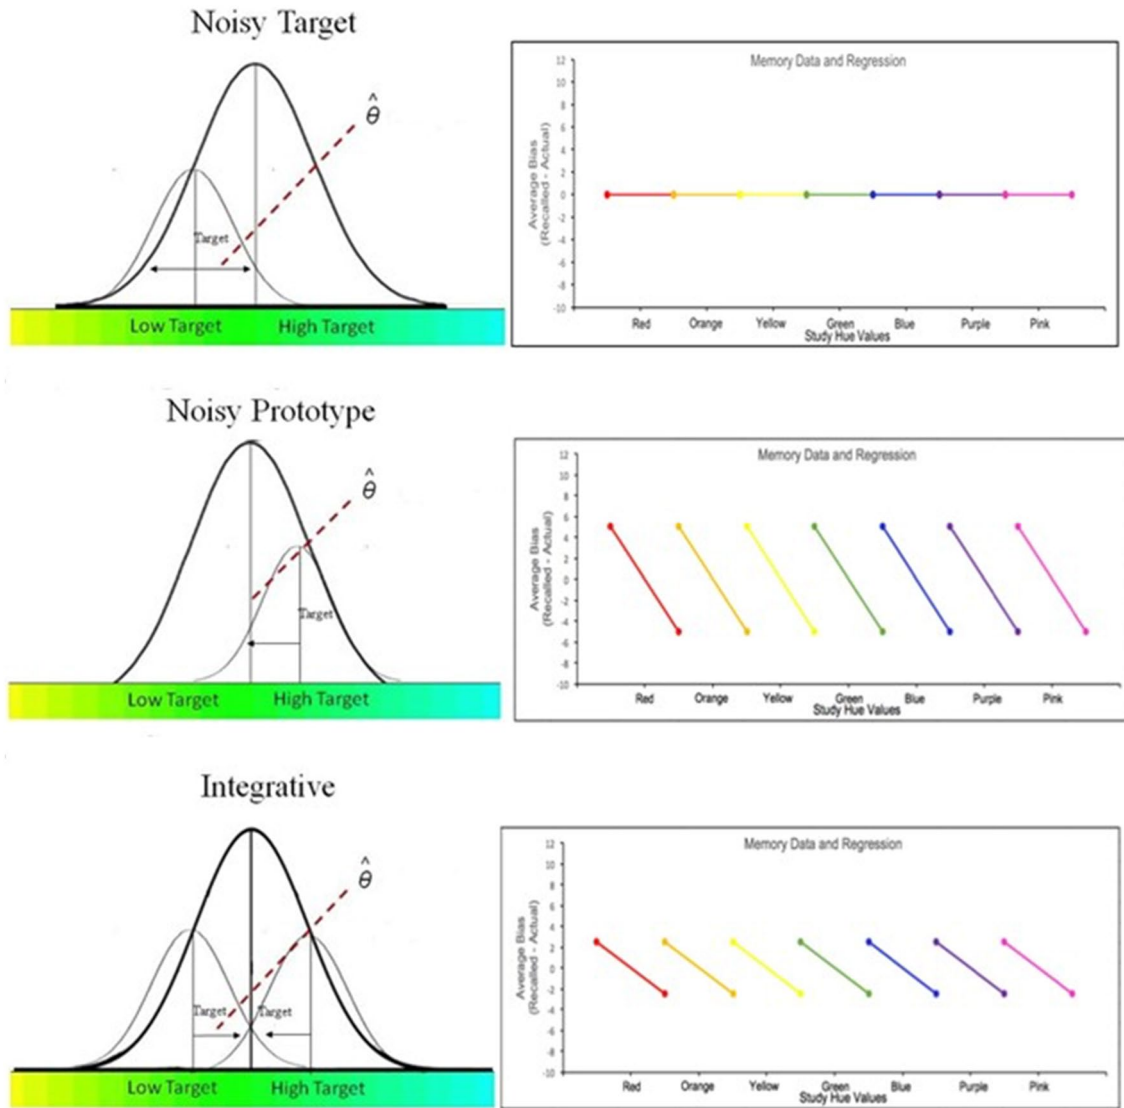 Noisy Target
θ̂
Target
Low Target High Target
Memory Data and Regression
Average Bias
(Recalled - Actual)
12
10
8
6
4
2
0
-2
-4
-6
-8
-10
Red Orange Yellow Green Blue Purple Pink
Study Hue Values
Noisy Prototype
θ̂
Target
Low Target High Target
Memory Data and Regression
Average Bias
(Recalled - Actual)
12
10
8
6
4
2
0
-2
-4
-6
-8
-10
Red Orange Yellow Green Blue Purple Pink
Study Hue Values
Integrative
θ̂
Target Target
Low Target High Target
Memory Data and Regression
Average Bias
(Recalled - Actual)
12
10
8
6
4
2
0
-2
-4
-6
-8
-10
Red Orange Yellow Green Blue Purple Pink
Study Hue Values